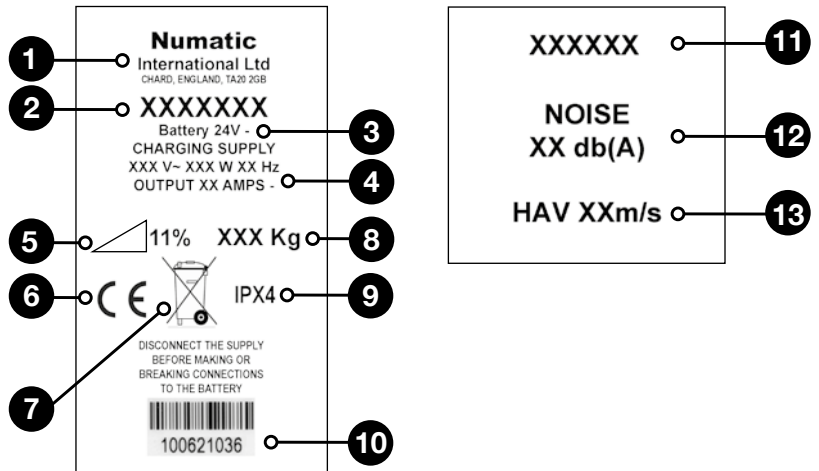 Numatic
International Ltd
CHARD, ENGLAND, TA20 2GB
XXXXXXX
Battery 24V -
CHARGING SUPPLY
XXX V~ XXX W XX Hz
OUTPUT XX AMPS -
11% XXX Kg
CE IPX4
DISCONNECT THE SUPPLY
BEFORE MAKING OR
BREAKING CONNECTIONS
TO THE BATTERY
100621036
1
2
3
4
5
6
7
8
9
10
XXXXXX
NOISE
XX db(A)
HAV XXm/s
11
12
13